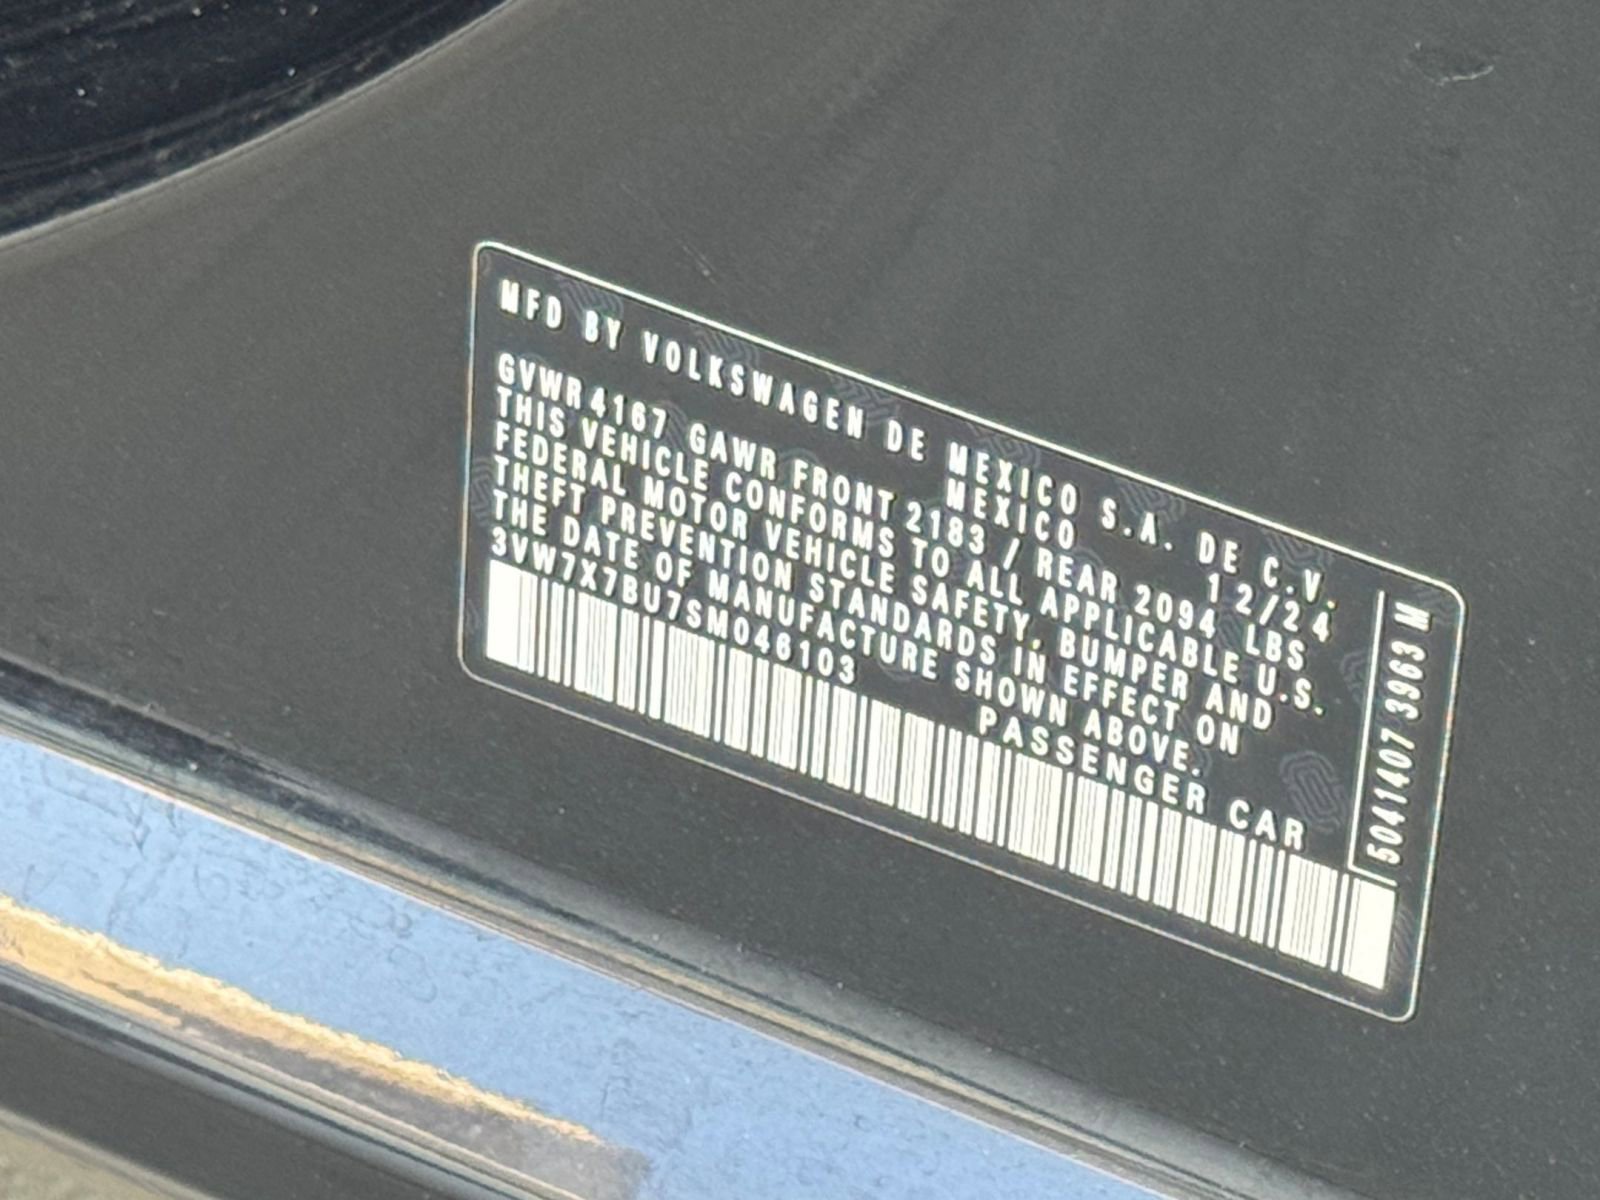 MFD BY VOLKSWAGEN DE MEXICO S.A. DE C.V.
MEXICO 12/24
GVWR 4167 GAWR FRONT 2183 / REAR 2094 LBS
THIS VEHICLE CONFORMS TO ALL APPLICABLE U.S.
FEDERAL MOTOR VEHICLE SAFETY, BUMPER AND
THEFT PREVENTION STANDARDS IN EFFECT ON
THE DATE OF MANUFACTURE SHOWN ABOVE.
3VW7X7BU7SM046103 PASSENGER CAR
5041407 3963 M